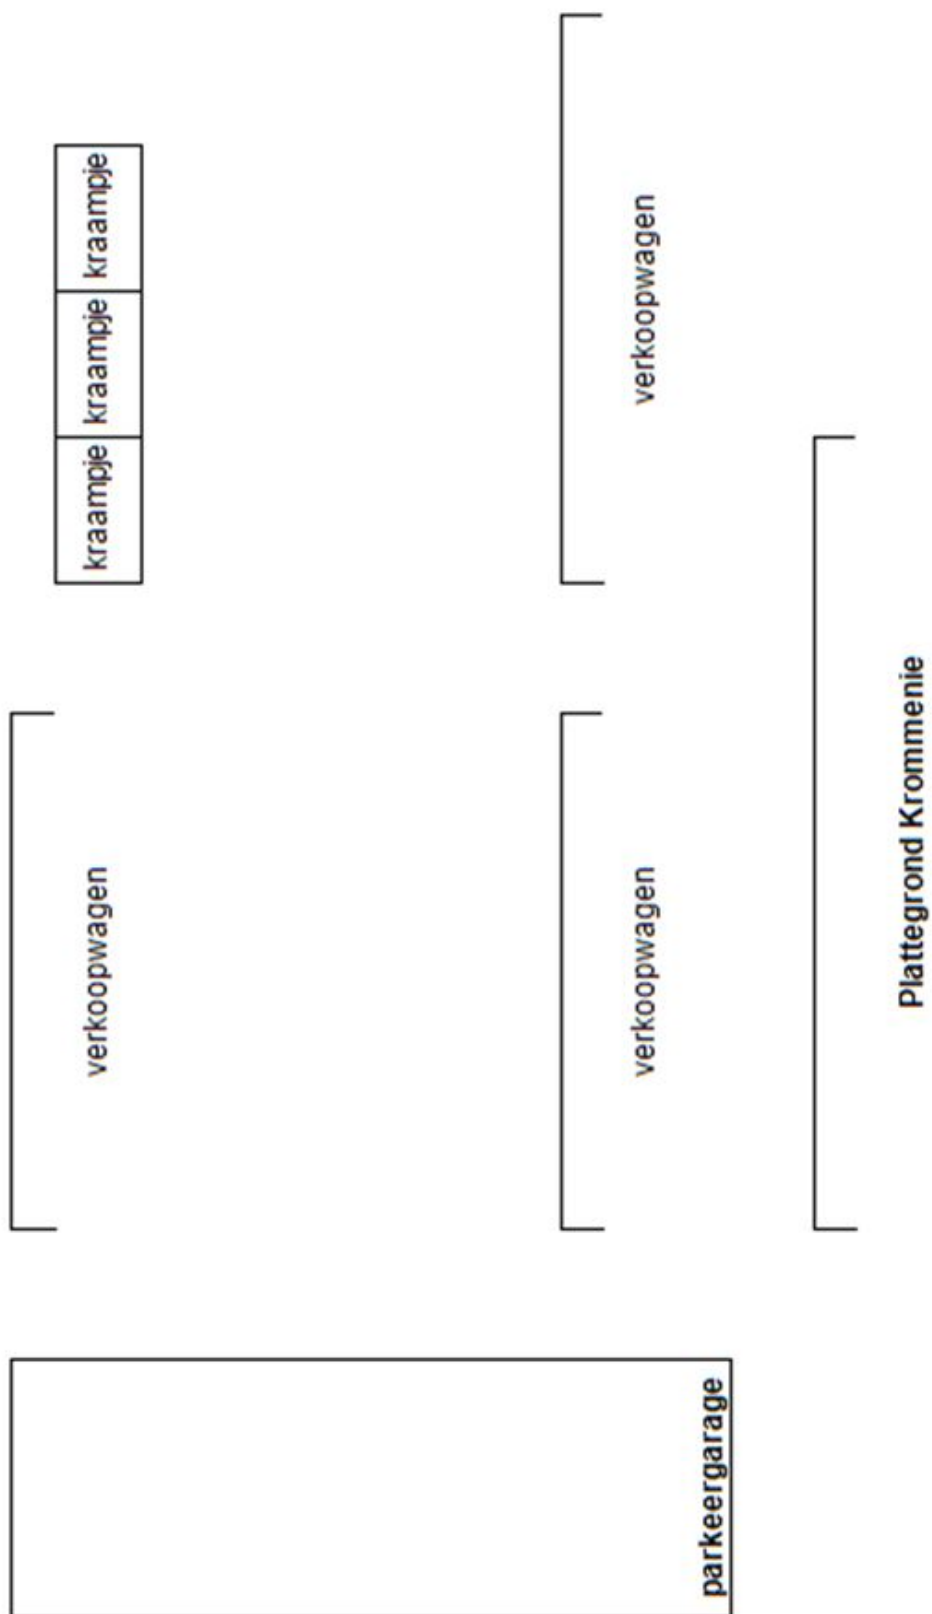 kraampje
kraampje
kraampje
verkoopwagen
verkoopwagen
verkoopwagen
Plattegrond Krommenie
parkeergarage